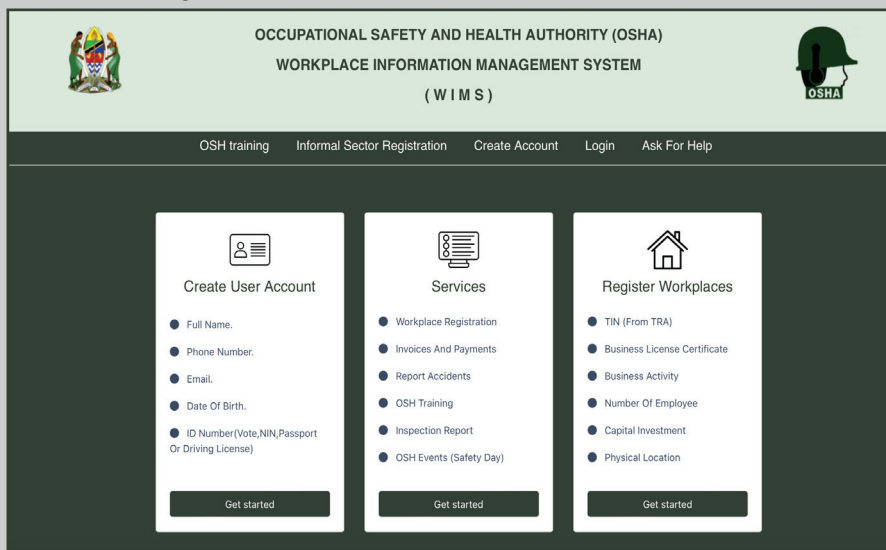 OCCUPATIONAL SAFETY AND HEALTH AUTHORITY (OSHA)
WORKPLACE INFORMATION MANAGEMENT SYSTEM
( W I M S )
OSHA
OSH training
Informal Sector Registration
Create Account
Login
Ask For Help
Create User Account
Full Name.
Phone Number.
Email.
Date Of Birth.
ID Number(Vote,NIN,Passport
Or Driving License)
Get started
Services
Workplace Registration
Invoices And Payments
Report Accidents
OSH Training
Inspection Report
OSH Events (Safety Day)
Get started
Register Workplaces
TIN (From TRA)
Business License Certificate
Business Activity
Number Of Employee
Capital Investment
Physical Location
Get started